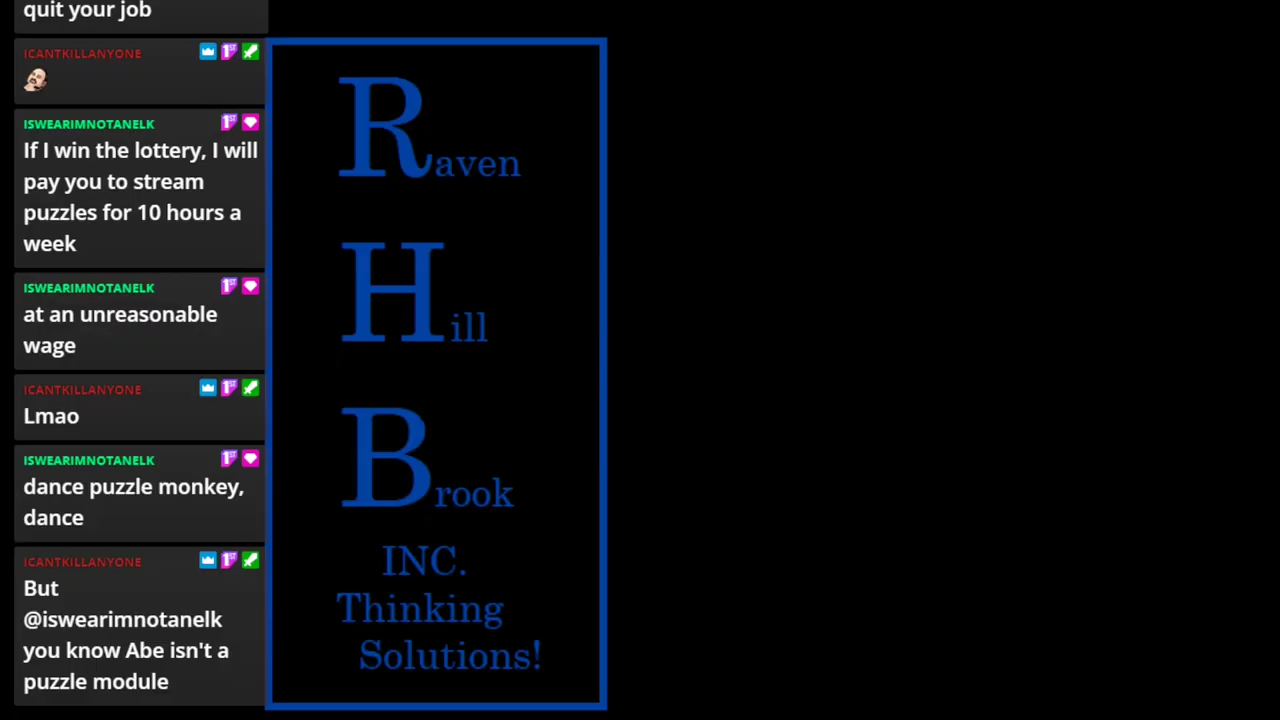 quit your job
ICANTKILLANYONE
ISWEARIMNOTANELK
If I win the lottery, I will
pay you to stream
puzzles for 10 hours a
week
ISWEARIMNOTANELK
at an unreasonable
wage
ICANTKILLANYONE
Lmao
ISWEARIMNOTANELK
dance puzzle monkey,
dance
ICANTKILLANYONE
But
@iswearimnotanelk
you know Abe isn't a
puzzle module
Raven
Hill
Brook
INC.
Thinking
Solutions!